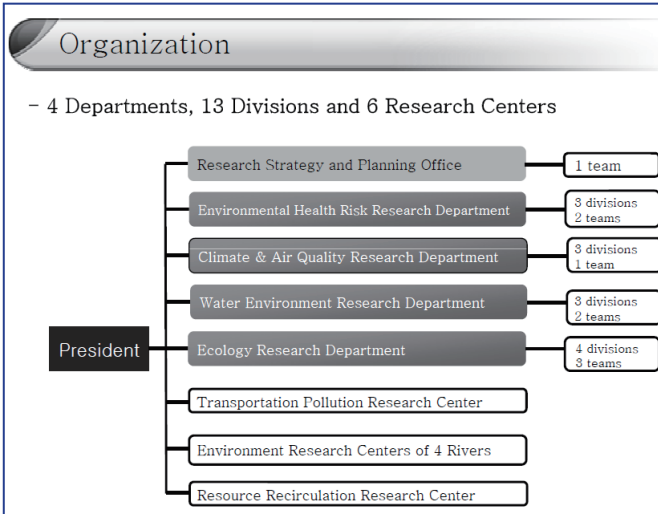 Organization
- 4 Departments, 13 Divisions and 6 Research Centers
Research Strategy and Planning Office
1 team
Environmental Health Risk Research Department
3 divisions
2 teams
Climate & Air Quality Research Department
3 divisions
1 team
Water Environment Research Department
3 divisions
2 teams
President
Ecology Research Department
4 divisions
3 teams
Transportation Pollution Research Center
Environment Research Centers of 4 Rivers
Resource Recirculation Research Center